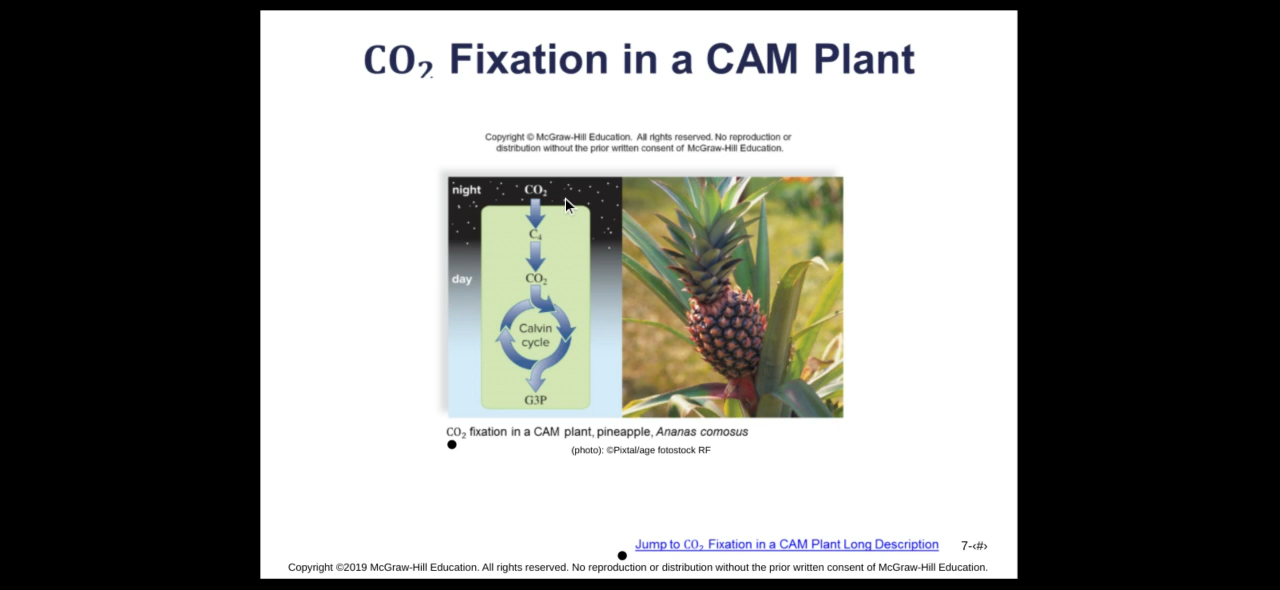 CO₂ Fixation in a CAM Plant
Copyright © McGraw-Hill Education. All rights reserved. No reproduction or
distribution without the prior written consent of McGraw-Hill Education.
night
CO₂
C₄
day
CO₂
Calvin
cycle
G3P
CO₂ fixation in a CAM plant, pineapple, Ananas comosus
(photo): ©Pixtal/age fotostock RF
Jump to CO₂ Fixation in a CAM Plant Long Description
7-‹#›
Copyright ©2019 McGraw-Hill Education. All rights reserved. No reproduction or distribution without the prior written consent of McGraw-Hill Education.